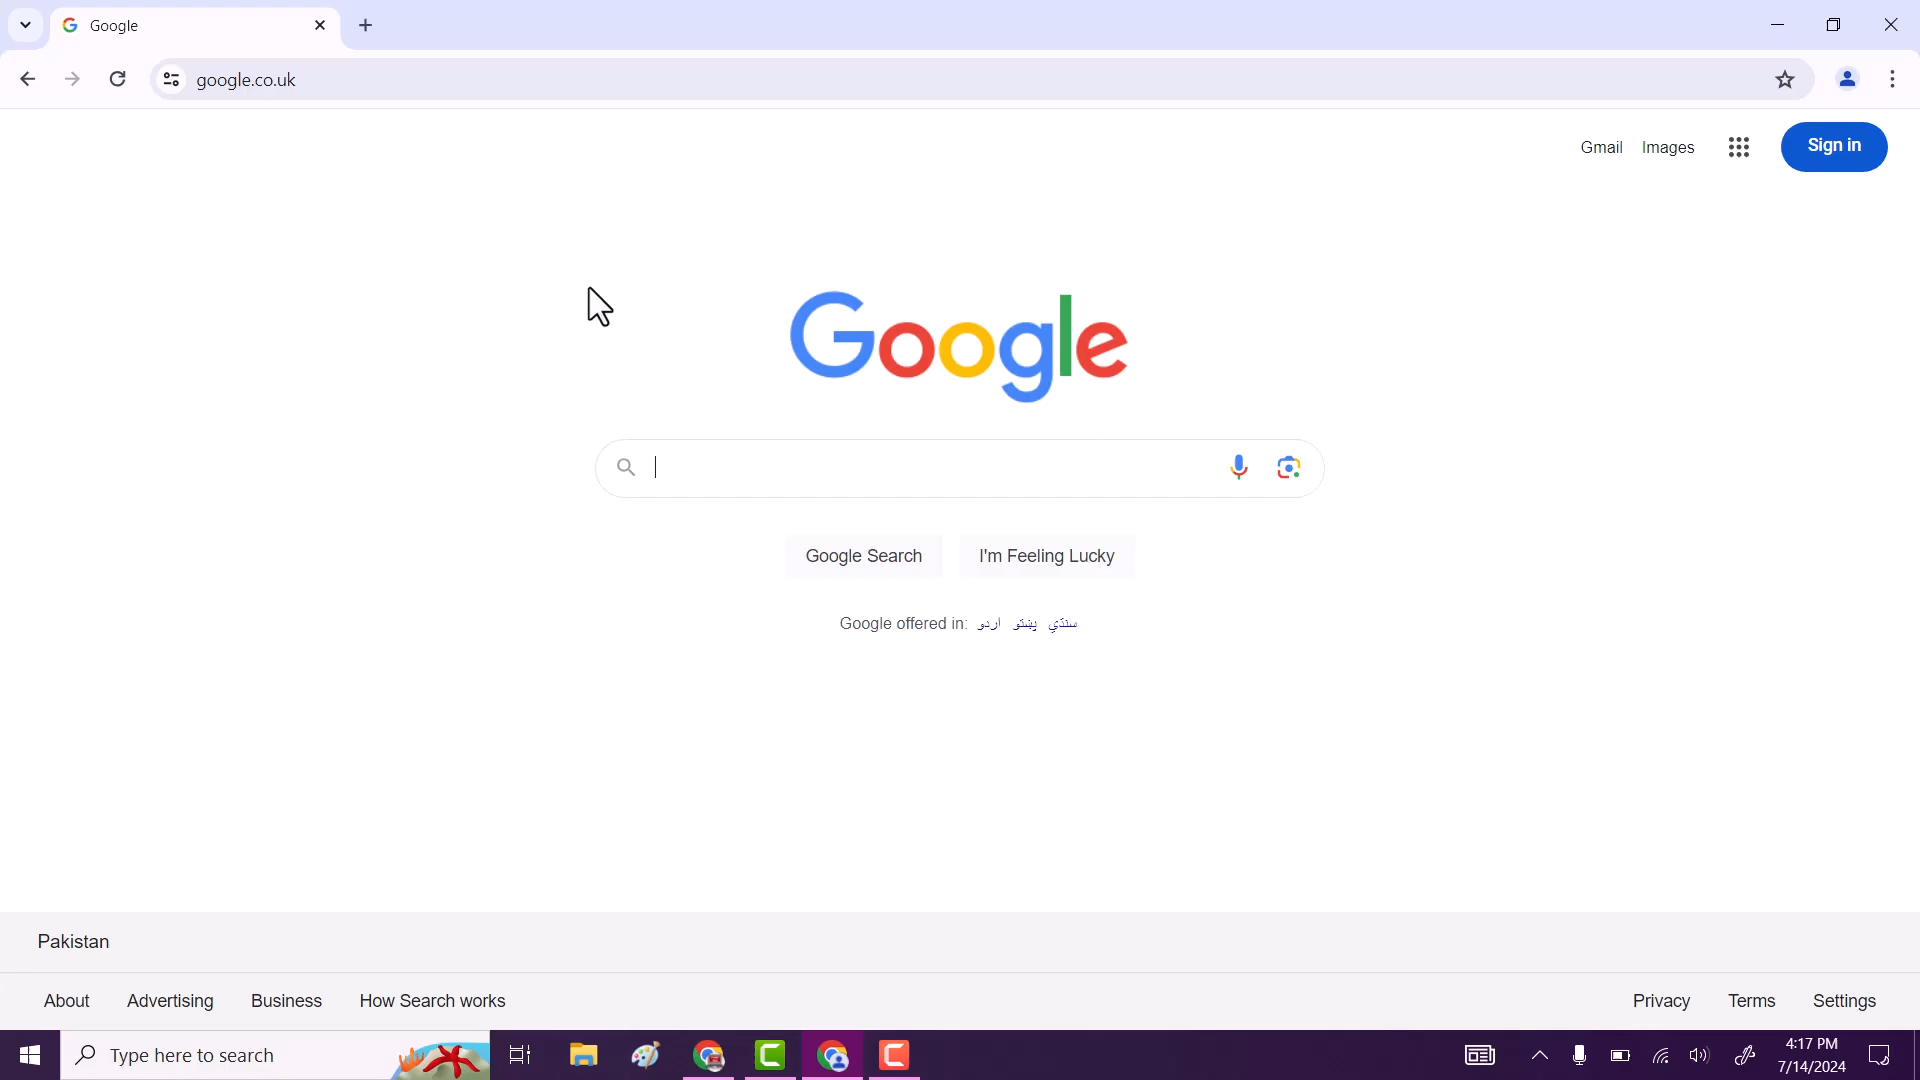 Google
google.co.uk
Gmail Images Sign in
Google
Google Search I'm Feeling Lucky
Google offered in: اردو پښتو سنڌي
Pakistan
About Advertising Business How Search works Privacy Terms Settings
Type here to search
4:17 PM
7/14/2024